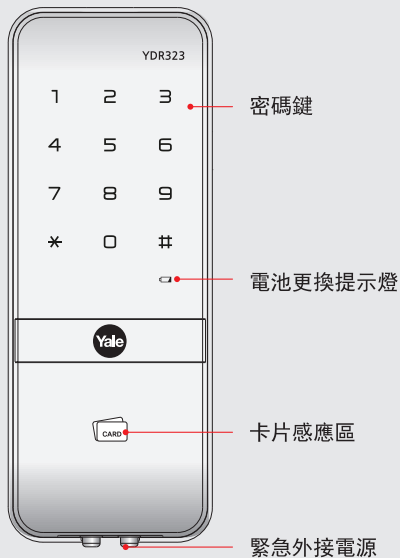 YDR323
1 2 3
密碼鍵
4 5 6
7 8 9
* 0 #
電池更換提示燈
Yale
CARD
卡片感應區
緊急外接電源